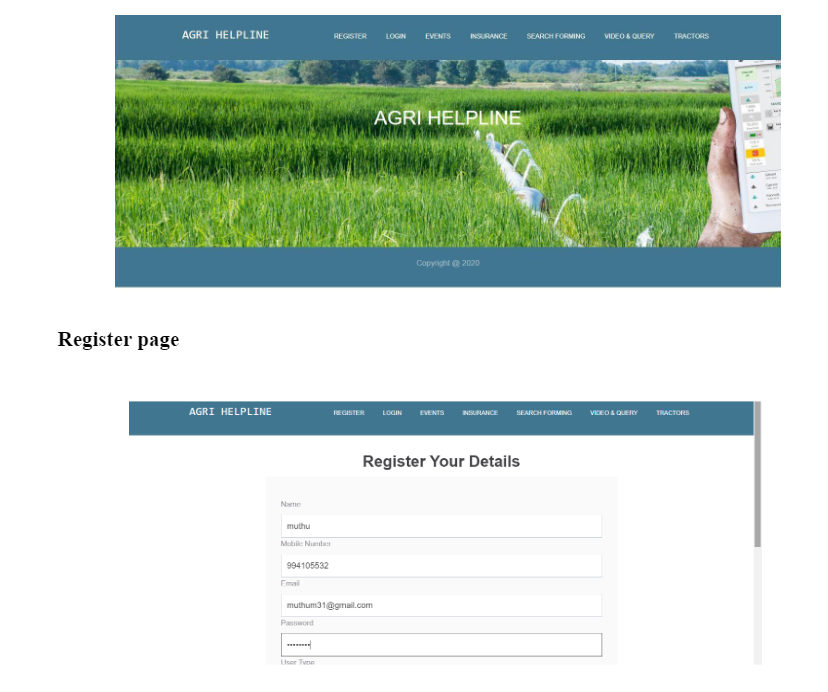 AGRI HELPLINE REGISTER LOGIN EVENTS INSURANCE SEARCH FORMING VIDEO & QUERY TRACTORS
AGRI HELPLINE
Copyright @ 2020
Register page
AGRI HELPLINE REGISTER LOGIN EVENTS INSURANCE SEARCH FORMING VIDEO & QUERY TRACTORS
Register Your Details
Name
muthu
Mobile Number
994105532
Email
muthum31@gmail.com
Password
••••••••
User Type